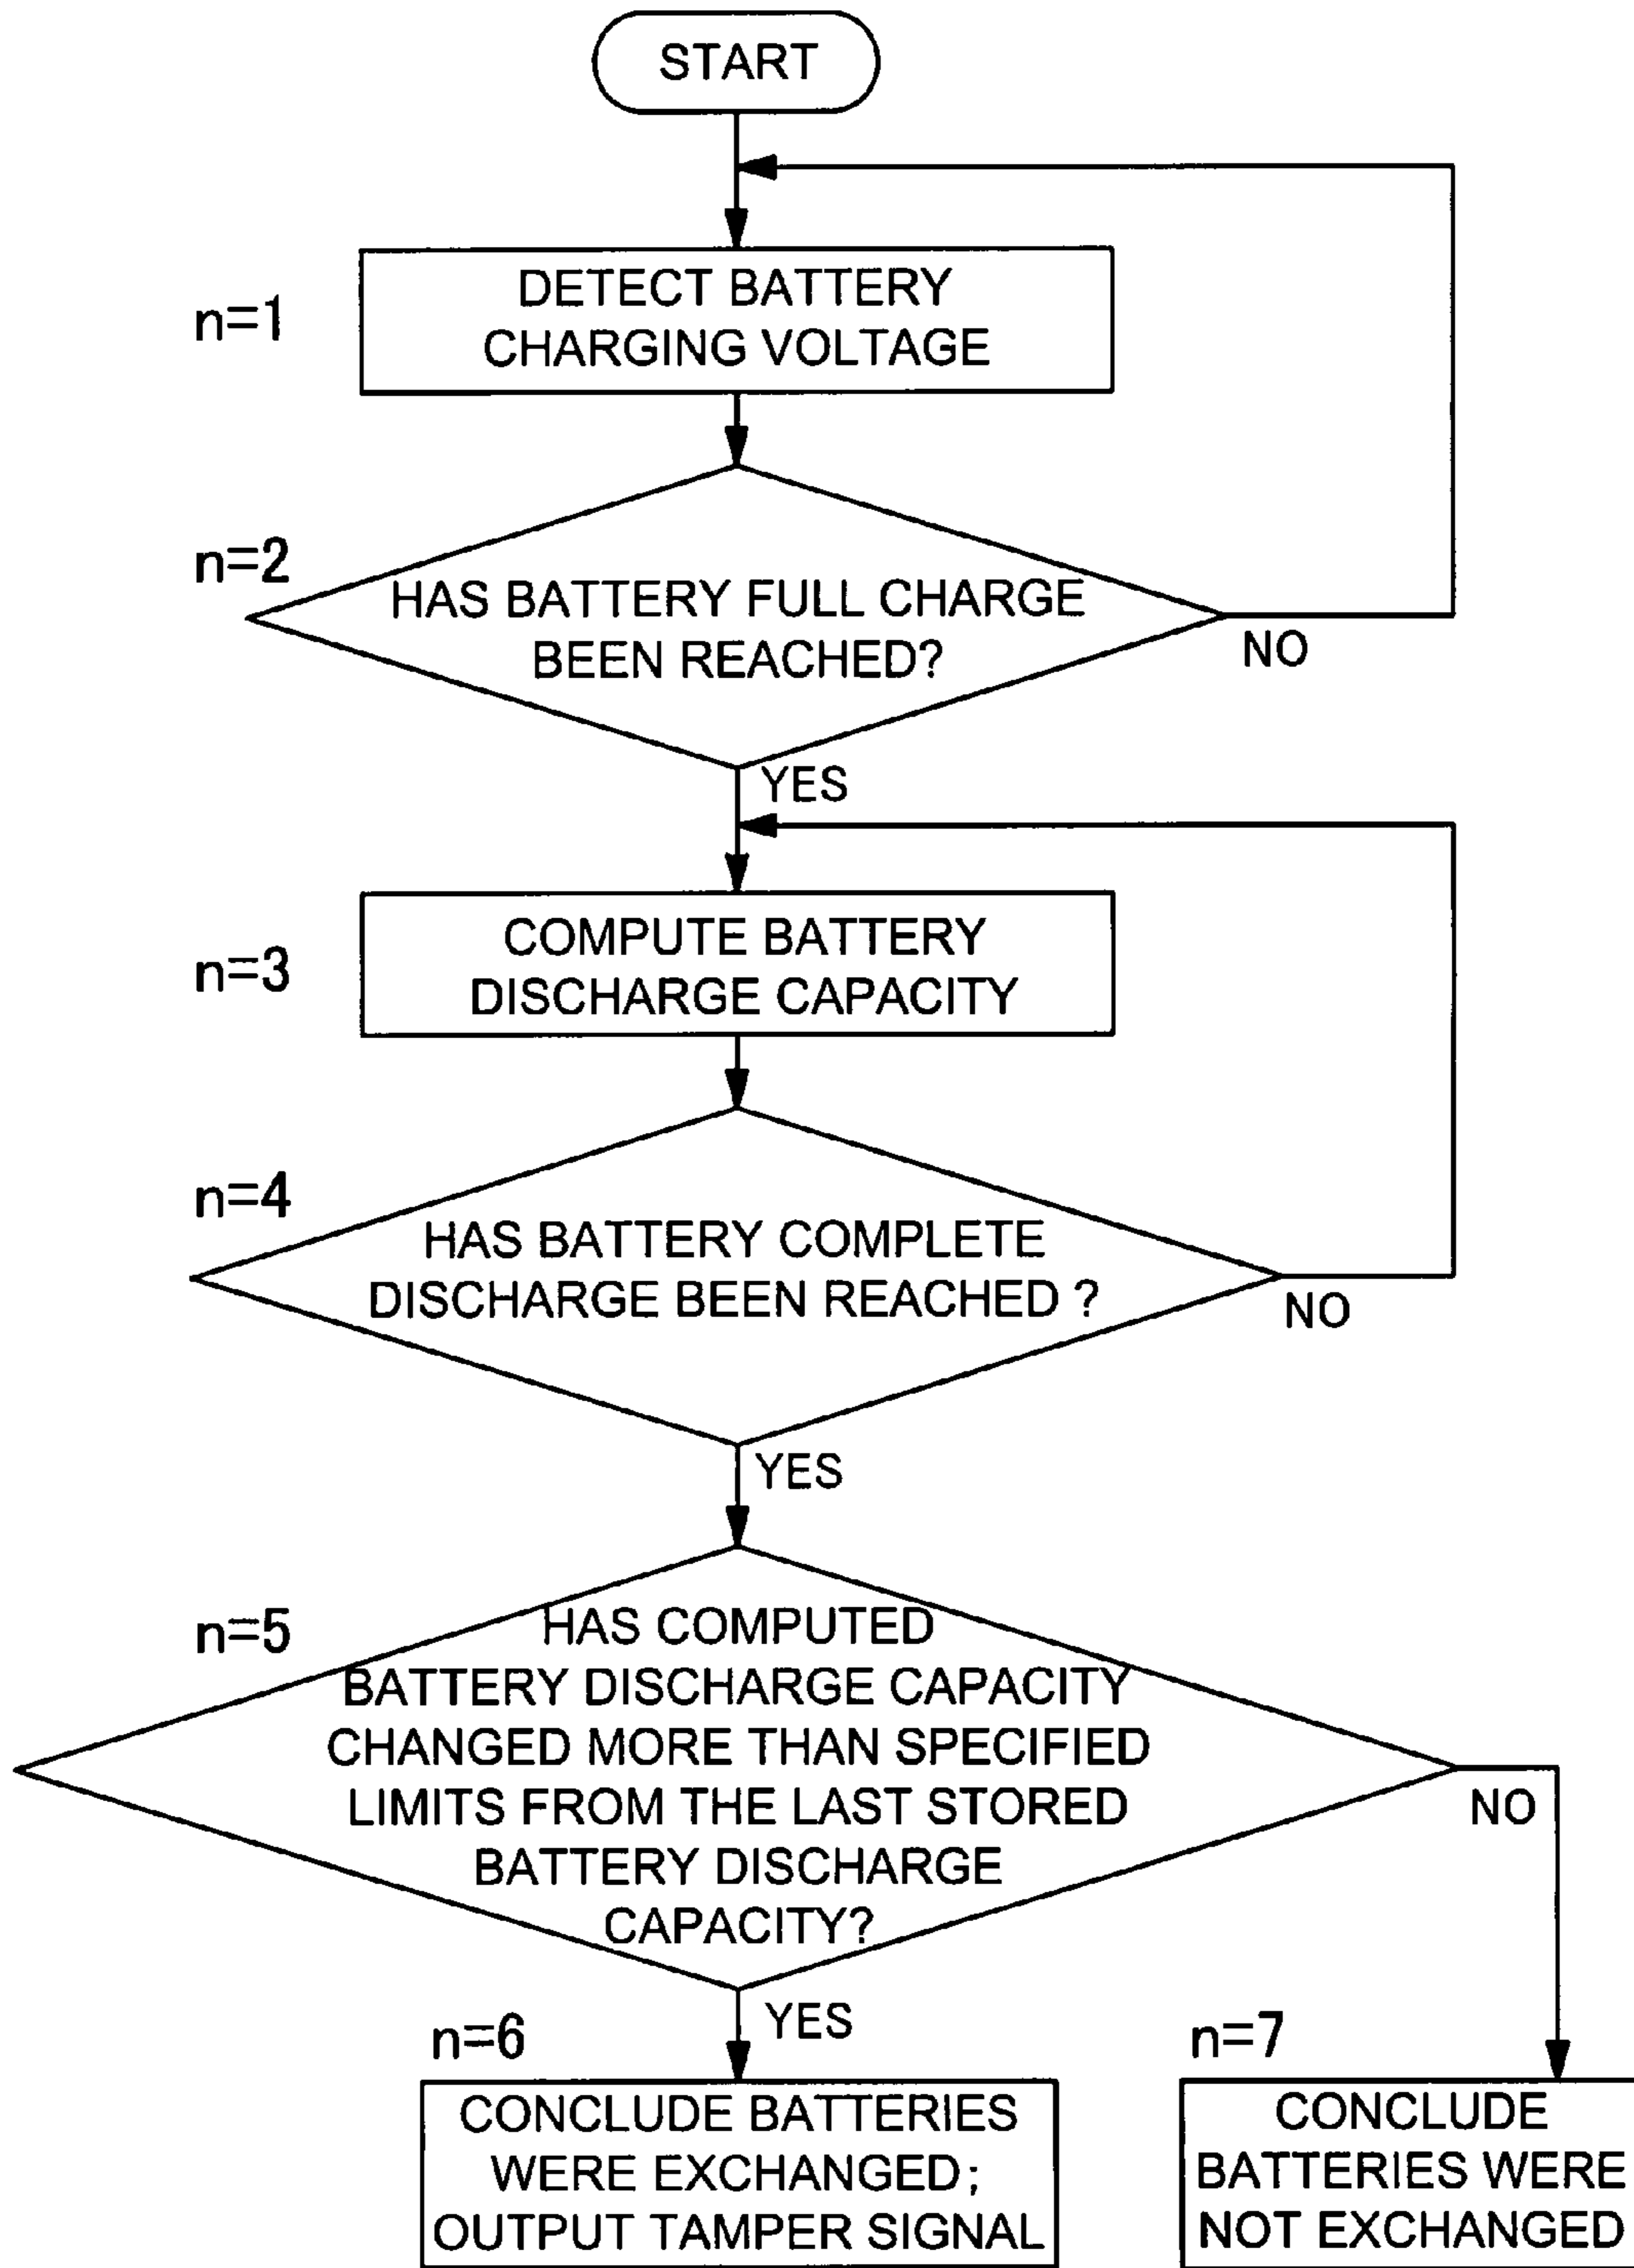 START
n=1
DETECT BATTERY
CHARGING VOLTAGE
n=2
HAS BATTERY FULL CHARGE
BEEN REACHED?
NO
YES
n=3
COMPUTE BATTERY
DISCHARGE CAPACITY
n=4
HAS BATTERY COMPLETE
DISCHARGE BEEN REACHED ?
NO
YES
n=5
HAS COMPUTED
BATTERY DISCHARGE CAPACITY
CHANGED MORE THAN SPECIFIED
LIMITS FROM THE LAST STORED
BATTERY DISCHARGE
CAPACITY?
NO
YES
n=6
CONCLUDE BATTERIES
WERE EXCHANGED;
OUTPUT TAMPER SIGNAL
n=7
CONCLUDE
BATTERIES WERE
NOT EXCHANGED